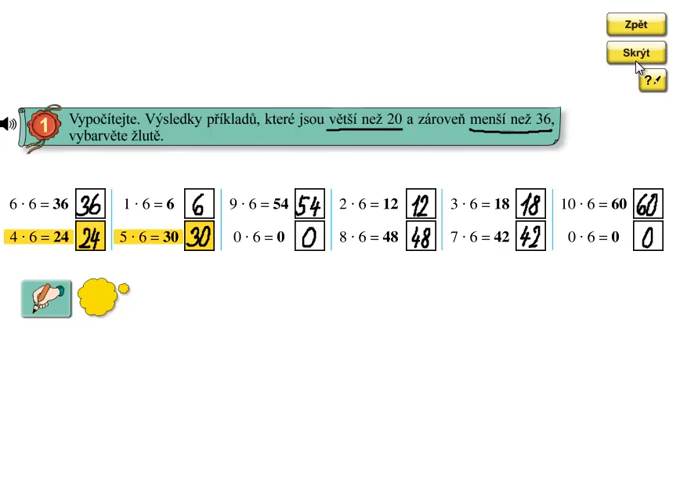 Zpět
Skrýt
?
1
Vypočítejte. Výsledky příkladů, které jsou větší než 20 a zároveň menší než 36,
vybarvěte žlutě.
6 · 6 = 36 36 1 · 6 = 6 6 9 · 6 = 54 54 2 · 6 = 12 12 3 · 6 = 18 18 10 · 6 = 60 60
4 · 6 = 24 24 5 · 6 = 30 30 0 · 6 = 0 0 8 · 6 = 48 48 7 · 6 = 42 42 0 · 6 = 0 0